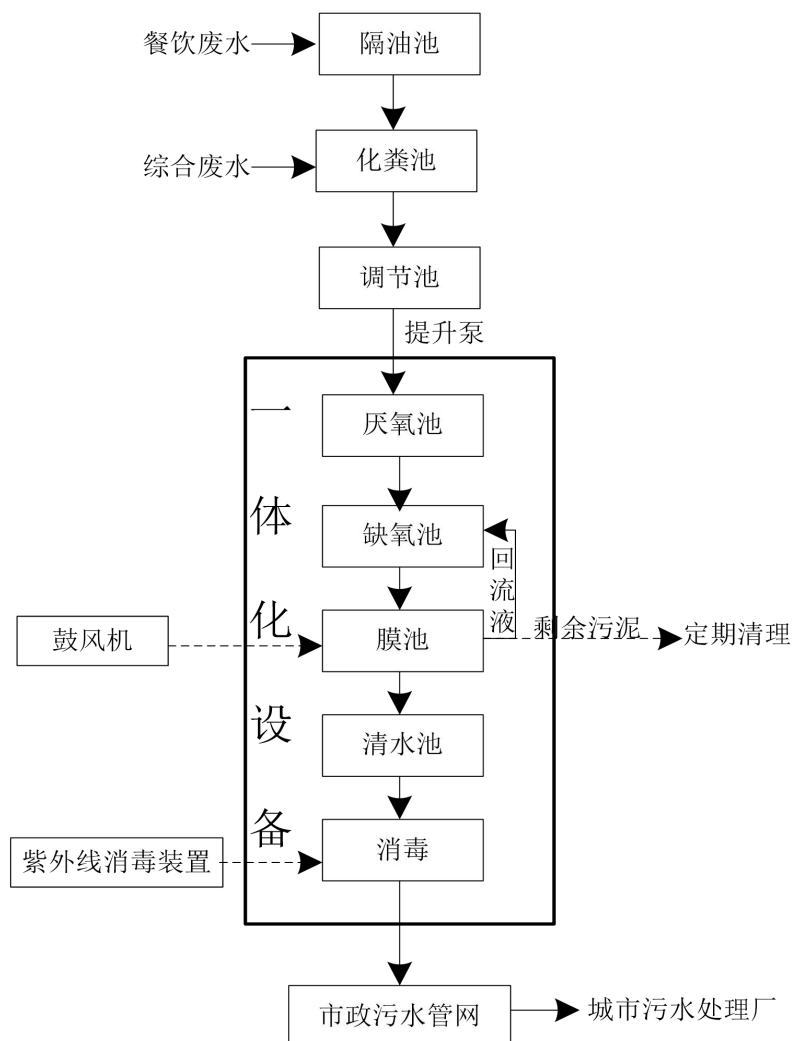 餐饮废水
隔油池
综合废水
化粪池
调节池
提升泵
一体化设备
厌氧池
缺氧池
回流液
鼓风机
膜池
剩余污泥
定期清理
清水池
紫外线消毒装置
消毒
市政污水管网
城市污水处理厂